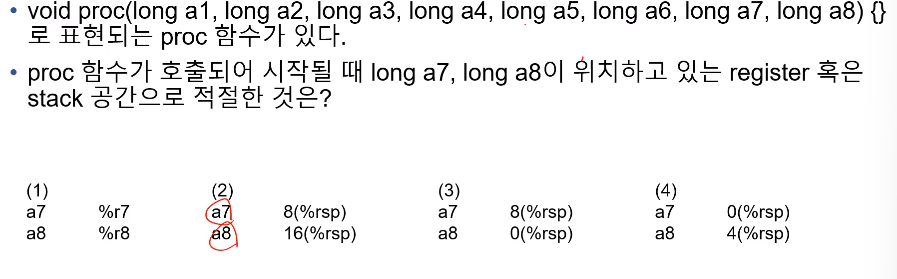 • void proc(long a1, long a2, long a3, long a4, long a5, long a6, long a7, long a8) {}
로 표현되는 proc 함수가 있다.
• proc 함수가 호출되어 시작될 때 long a7, long a8이 위치하고 있는 register 혹은
stack 공간으로 적절한 것은?
(1) (2) (3) (4)
a7 %r7 a7 8(%rsp) a7 8(%rsp) a7 0(%rsp)
a8 %r8 a8 16(%rsp) a8 0(%rsp) a8 4(%rsp)